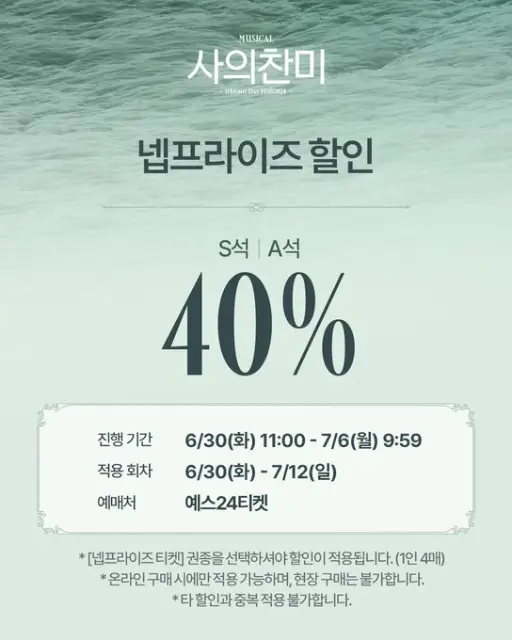 MUSICAL
사의찬미
넵프라이즈 할인
S석 | A석
40%
진행 기간 6/30(화) 11:00 - 7/6(월) 9:59
적용 회차 6/30(화) - 7/12(일)
예매처 예스24티켓
* [넵프라이즈 티켓] 권종을 선택하셔야 할인이 적용됩니다. (1인 4매)
* 온라인 구매 시에만 적용 가능하며, 현장 구매는 불가합니다.
* 타 할인과 중복 적용 불가합니다.